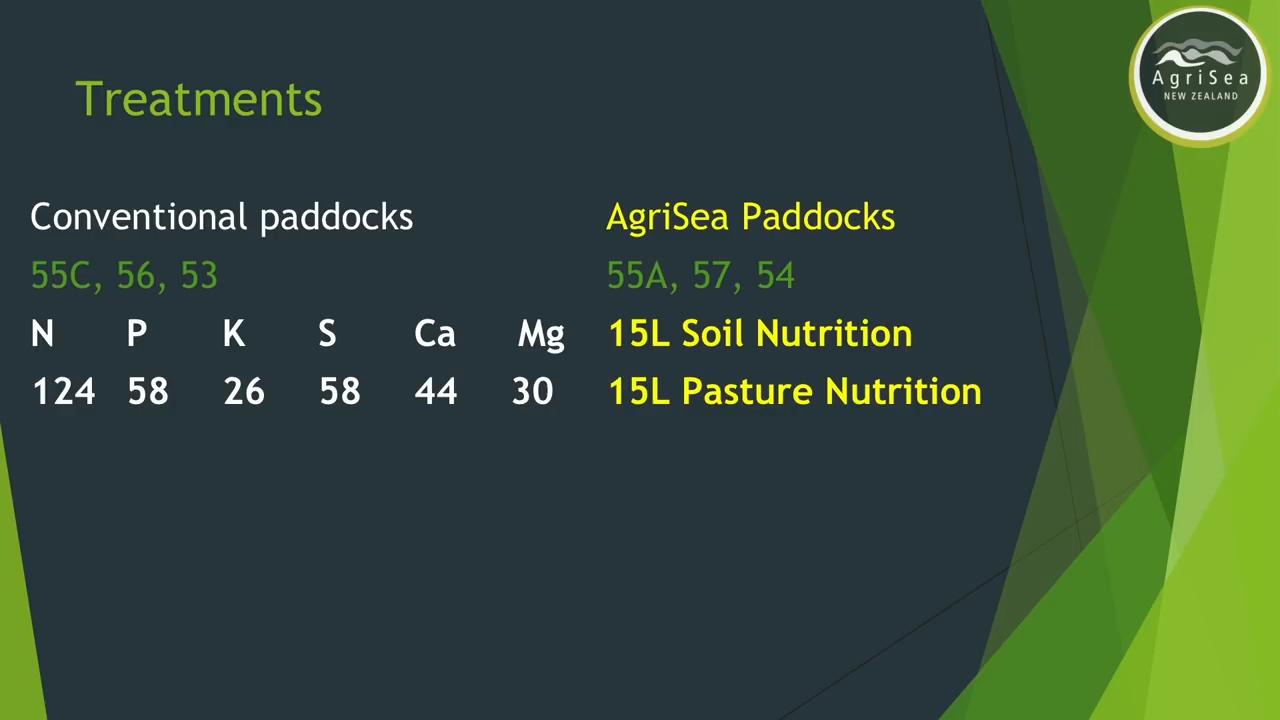 Treatments
Conventional paddocks
55C, 56, 53
N P K S Ca Mg
124 58 26 58 44 30
AgriSea Paddocks
55A, 57, 54
15L Soil Nutrition
15L Pasture Nutrition
AgriSea
NEW ZEALAND